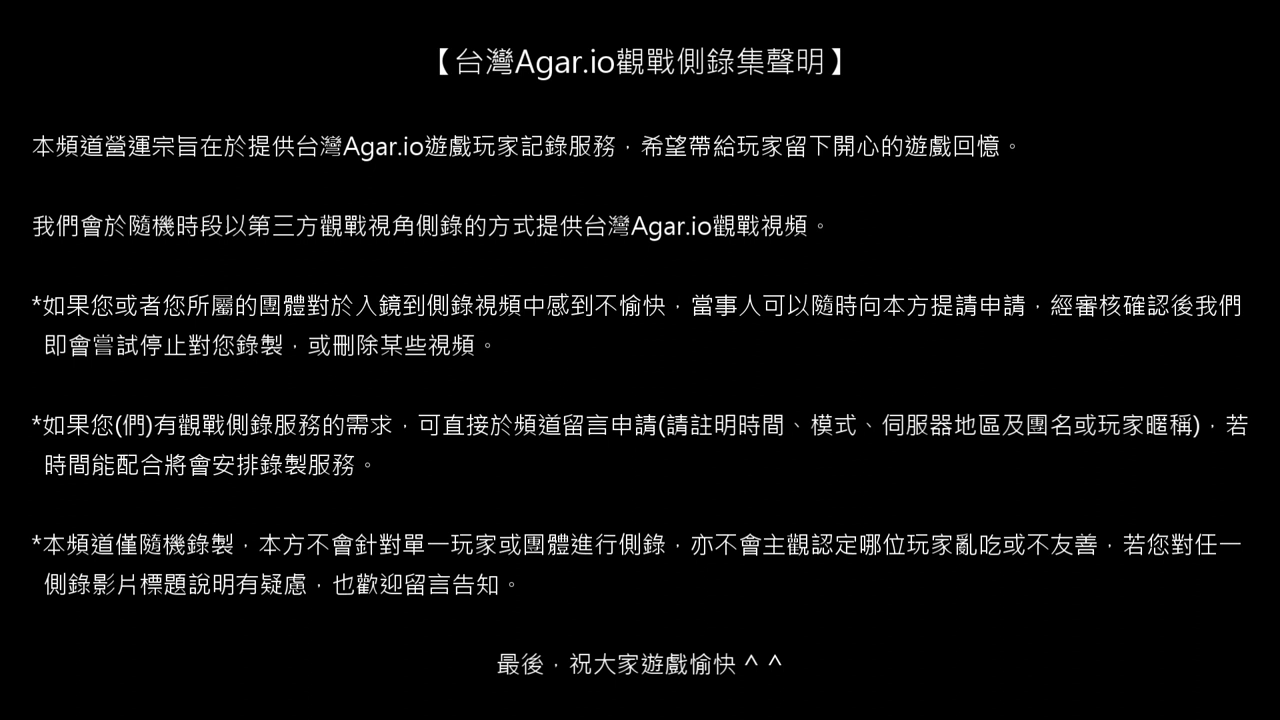 【台灣Agar.io觀戰側錄集聲明】
本頻道營運宗旨在於提供台灣Agar.io遊戲玩家記錄服務，希望帶給玩家留下開心的遊戲回憶。
我們會於隨機時段以第三方觀戰視角側錄的方式提供台灣Agar.io觀戰視頻。
*如果您或者您所屬的團體對於入鏡到側錄視頻中感到不愉快，當事人可以隨時向本方提請申請，經審核確認後我們
即會嘗試停止對您錄製，或刪除某些視頻。
*如果您(們)有觀戰側錄服務的需求，可直接於頻道留言申請(請註明時間、模式、伺服器地區及團名或玩家暱稱)，若
時間能配合將會安排錄製服務。
*本頻道僅隨機錄製，本方不會針對單一玩家或團體進行側錄，亦不會主觀認定哪位玩家亂吃或不友善，若您對任一
側錄影片標題說明有疑慮，也歡迎留言告知。
最後，祝大家遊戲愉快 ^ ^